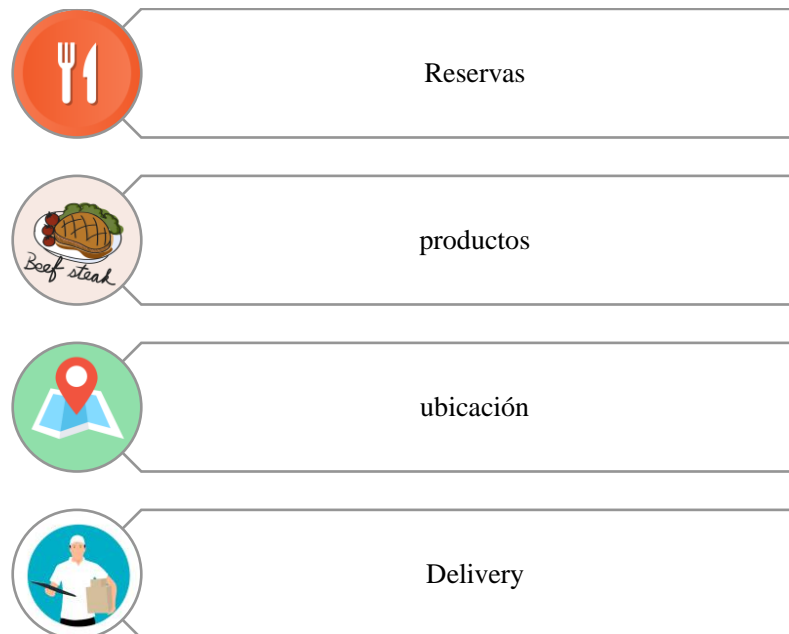 Reservas
Beef steak
productos
ubicación
Delivery